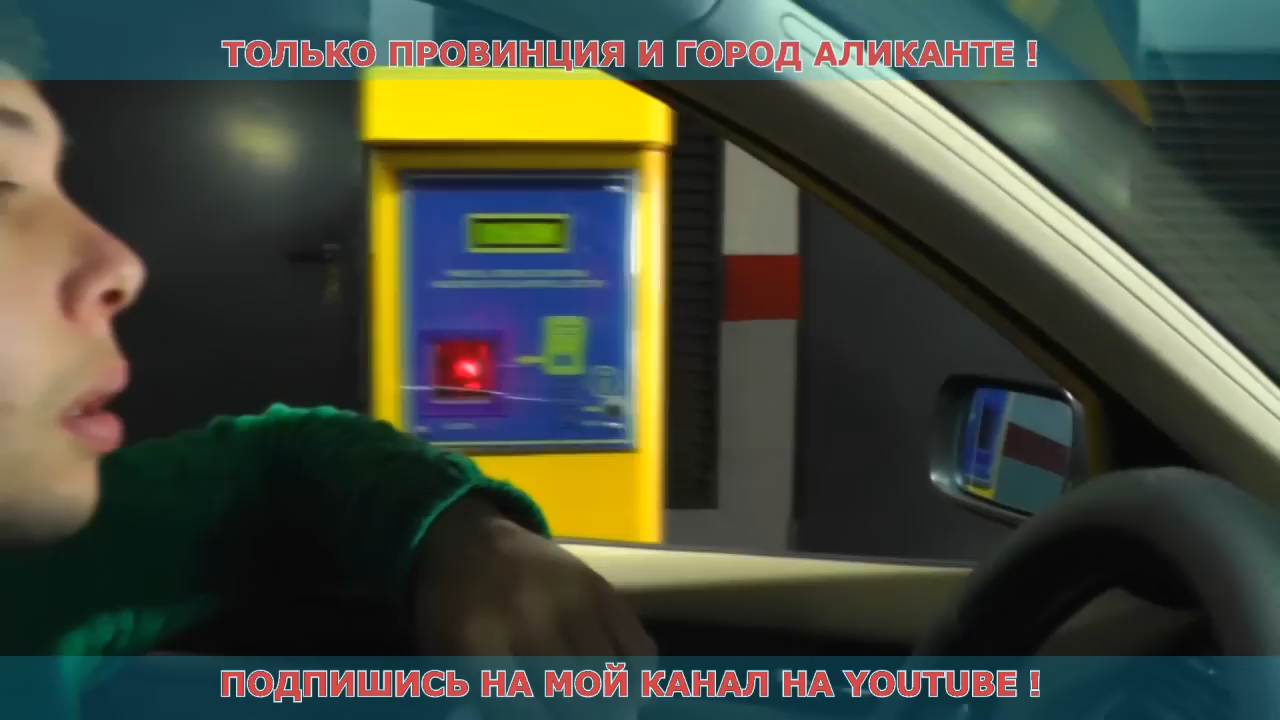 ТОЛЬКО ПРОВИНЦИЯ И ГОРОД АЛИКАНТЕ !
ПОДПИШИСЬ НА МОЙ КАНАЛ НА YOUTUBE !